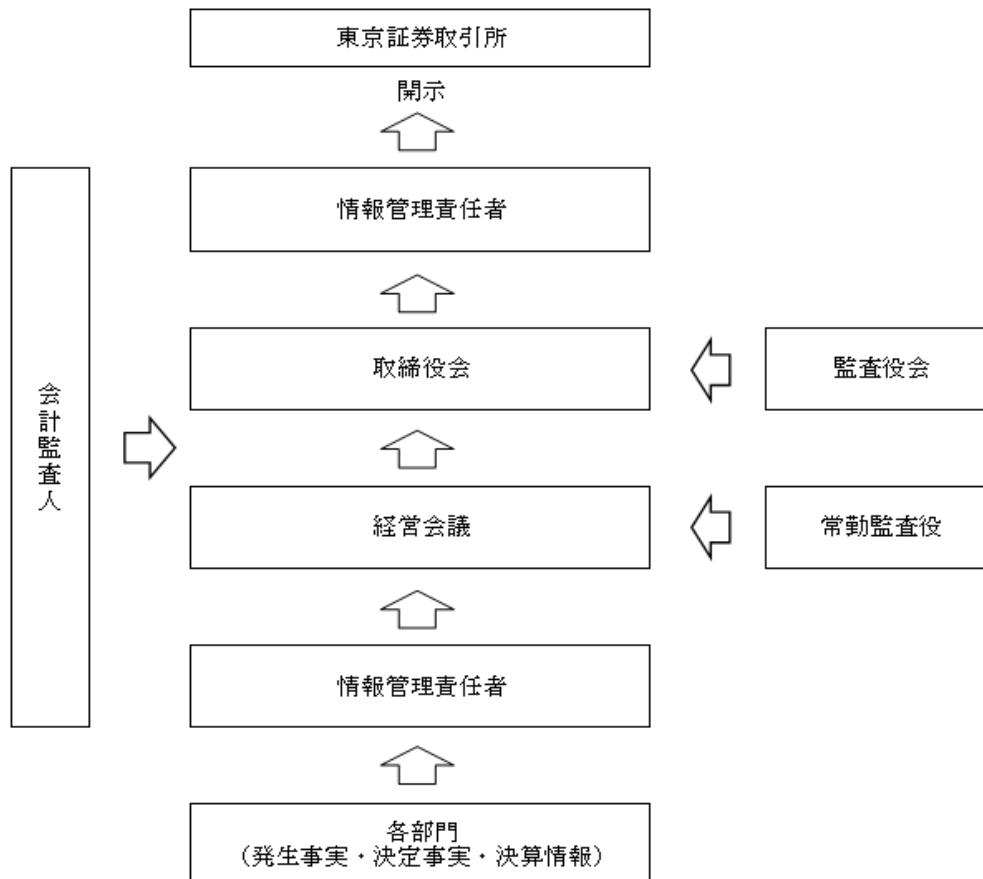 東京証券取引所
開示
情報管理責任者
取締役会
監査役会
会計監査人
経営会議
常勤監査役
情報管理責任者
各部門
（発生事実・決定事実・決算情報）